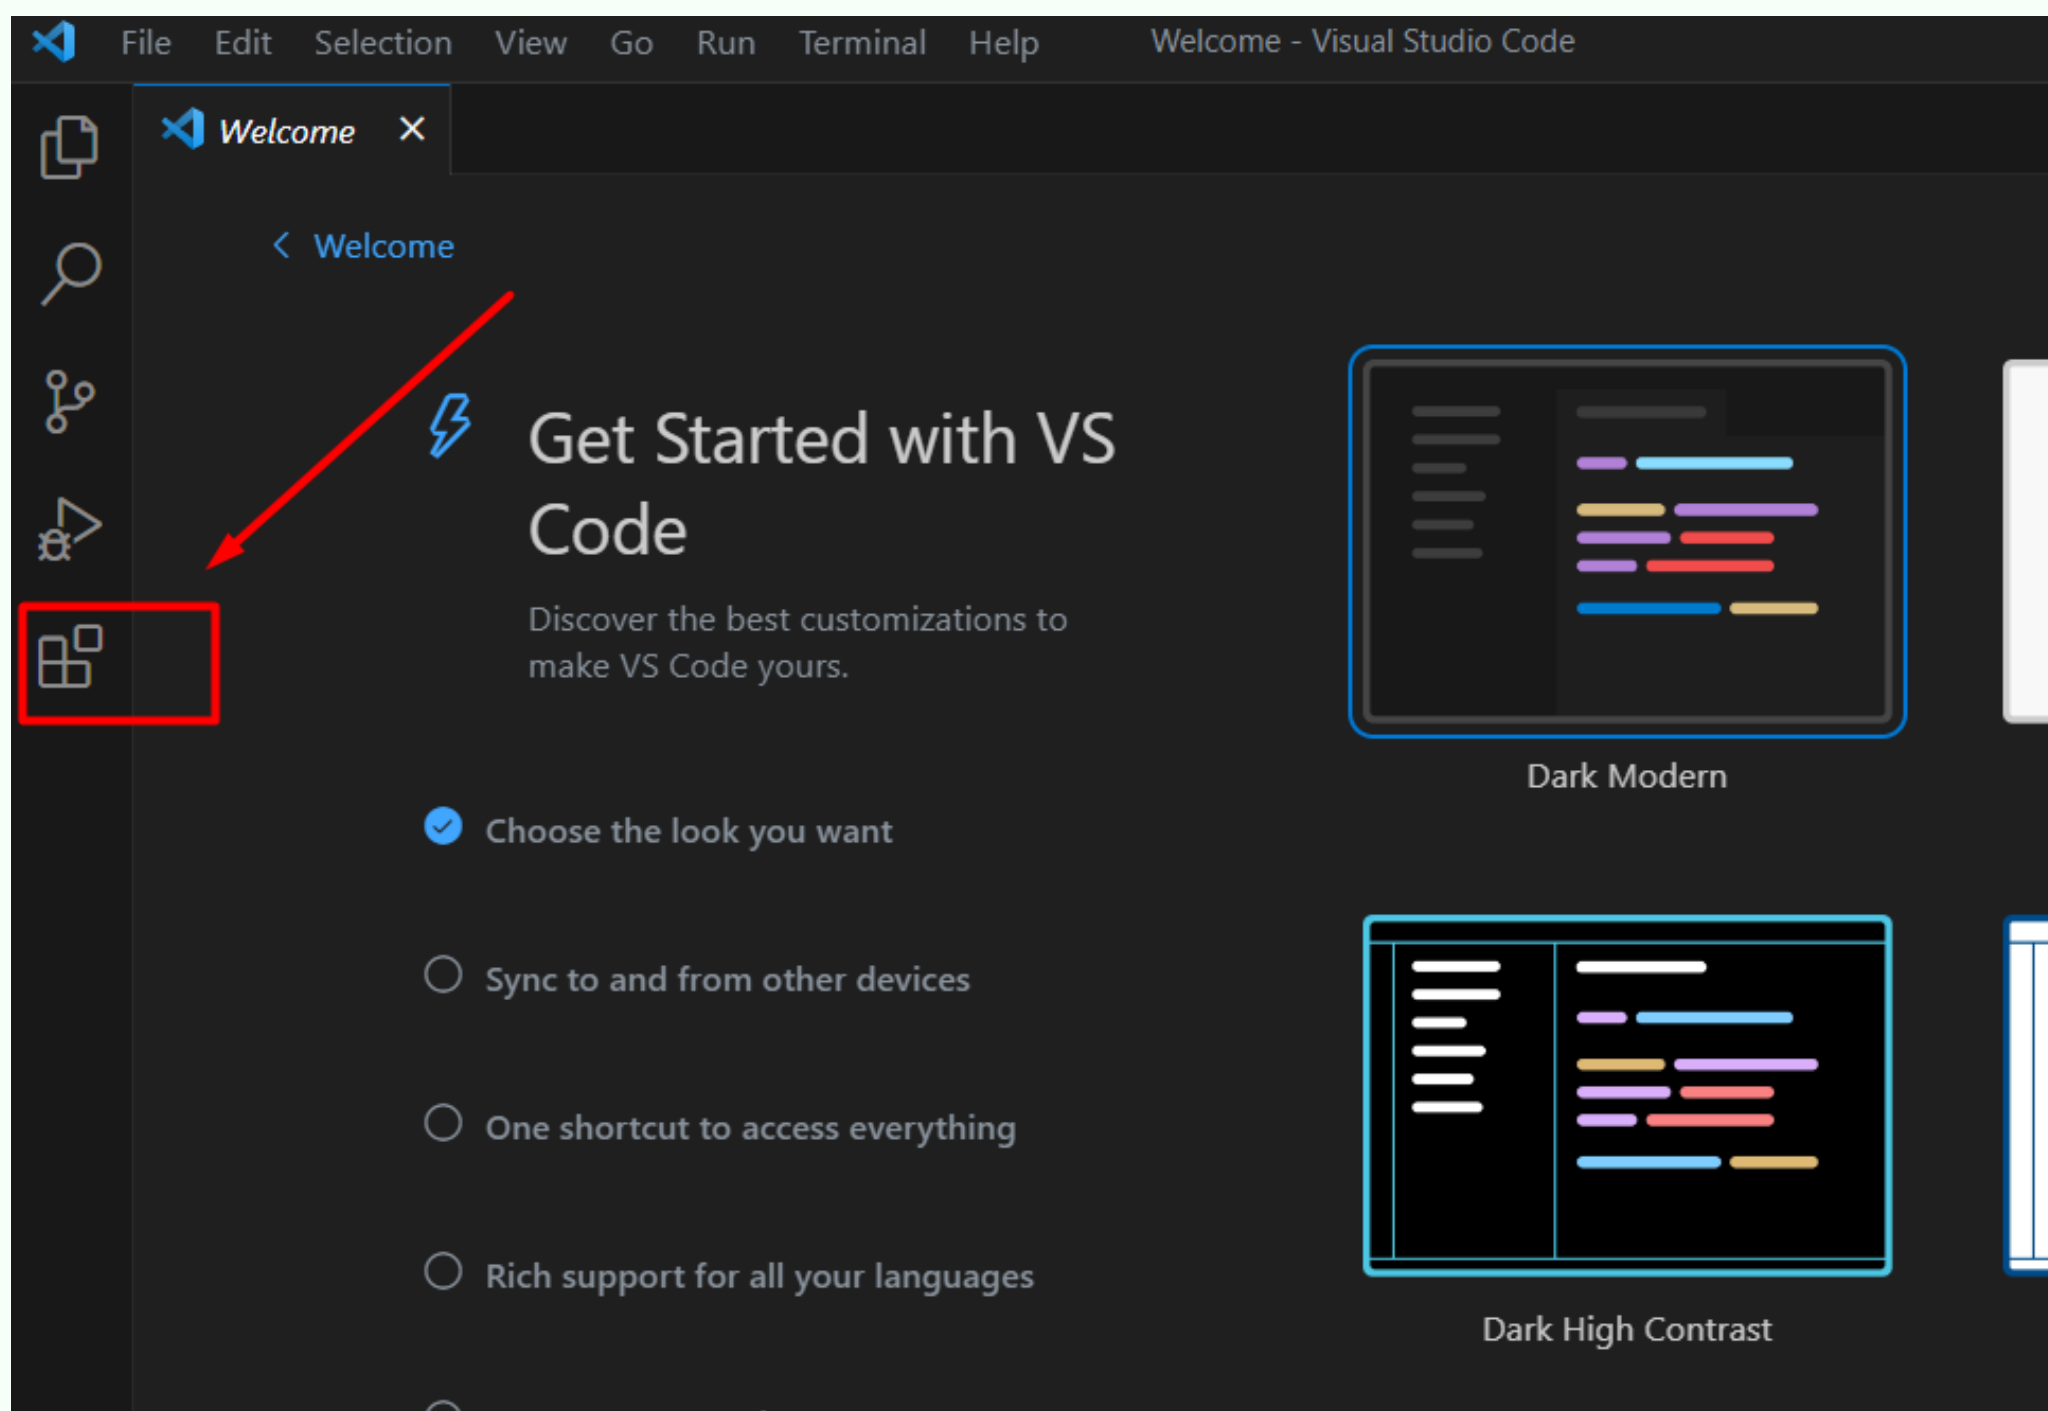 File Edit Selection View Go Run Terminal Help Welcome - Visual Studio Code
Welcome
Welcome
Get Started with VS
Code
Discover the best customizations to
make VS Code yours.
Dark Modern
Choose the look you want
Sync to and from other devices
One shortcut to access everything
Rich support for all your languages
Dark High Contrast